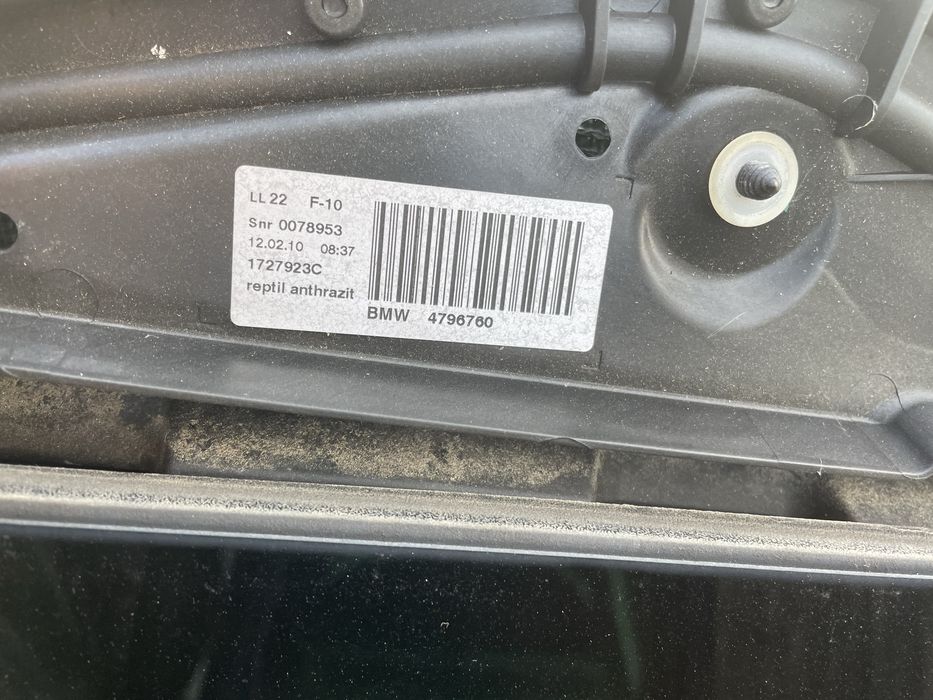 LL 22 F-10
Snr 0078953
12.02.10 08:37
1727923C
reptil anthrazit
BMW 4796760